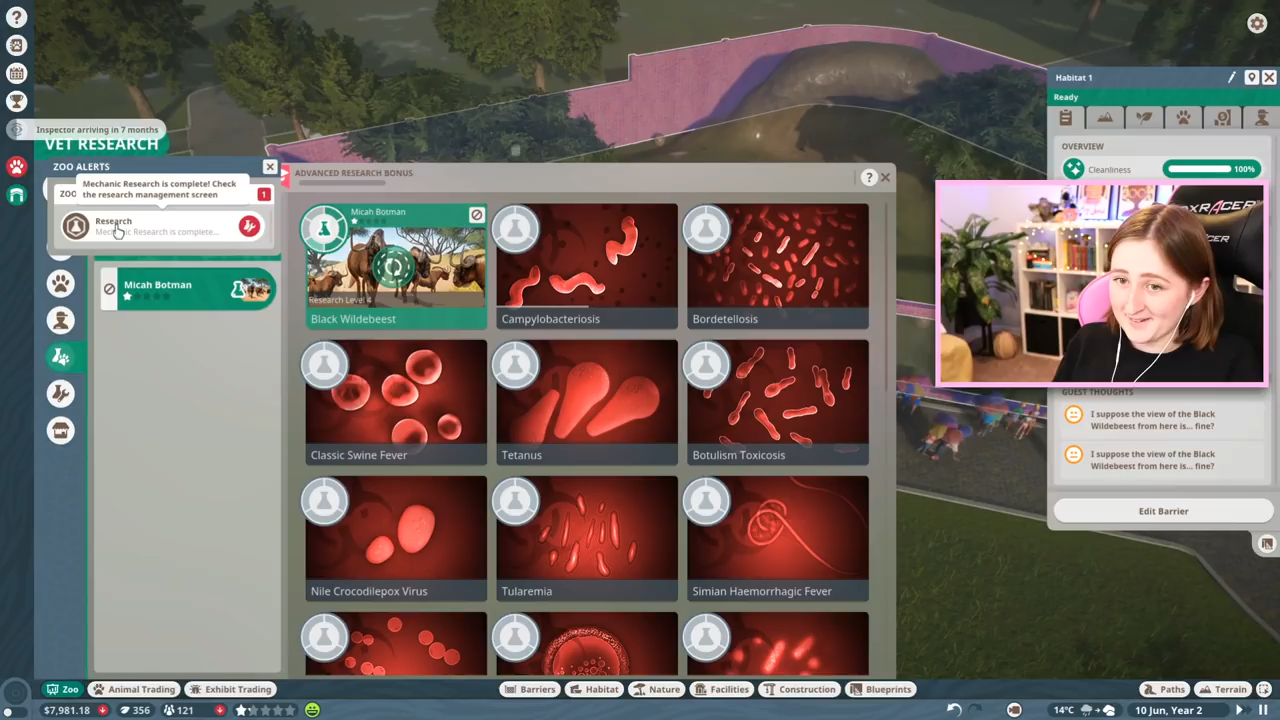 Inspector arriving in 7 months
VET RESEARCH
ZOO ALERTS
ZOO
Mechanic Research is complete! Check
the research management screen
1
Research
Mechanic Research is complete...
Micah Botman
ADVANCED RESEARCH BONUS
?
Micah Botman
Research Level 4
Black Wildebeest
Campylobacteriosis
Bordetellosis
Classic Swine Fever
Tetanus
Botulism Toxicosis
Nile Crocodilepox Virus
Tularemia
Simian Haemorrhagic Fever
Habitat 1
Ready
OVERVIEW
Cleanliness
100%
GUEST THOUGHTS
I suppose the view of the Black
Wildebeest from here is... fine?
I suppose the view of the Black
Wildebeest from here is... fine?
Edit Barrier
Zoo
Animal Trading
Exhibit Trading
Barriers
Habitat
Nature
Facilities
Construction
Blueprints
Paths
Terrain
$7,981.18
356
121
14°C
10 Jun, Year 2